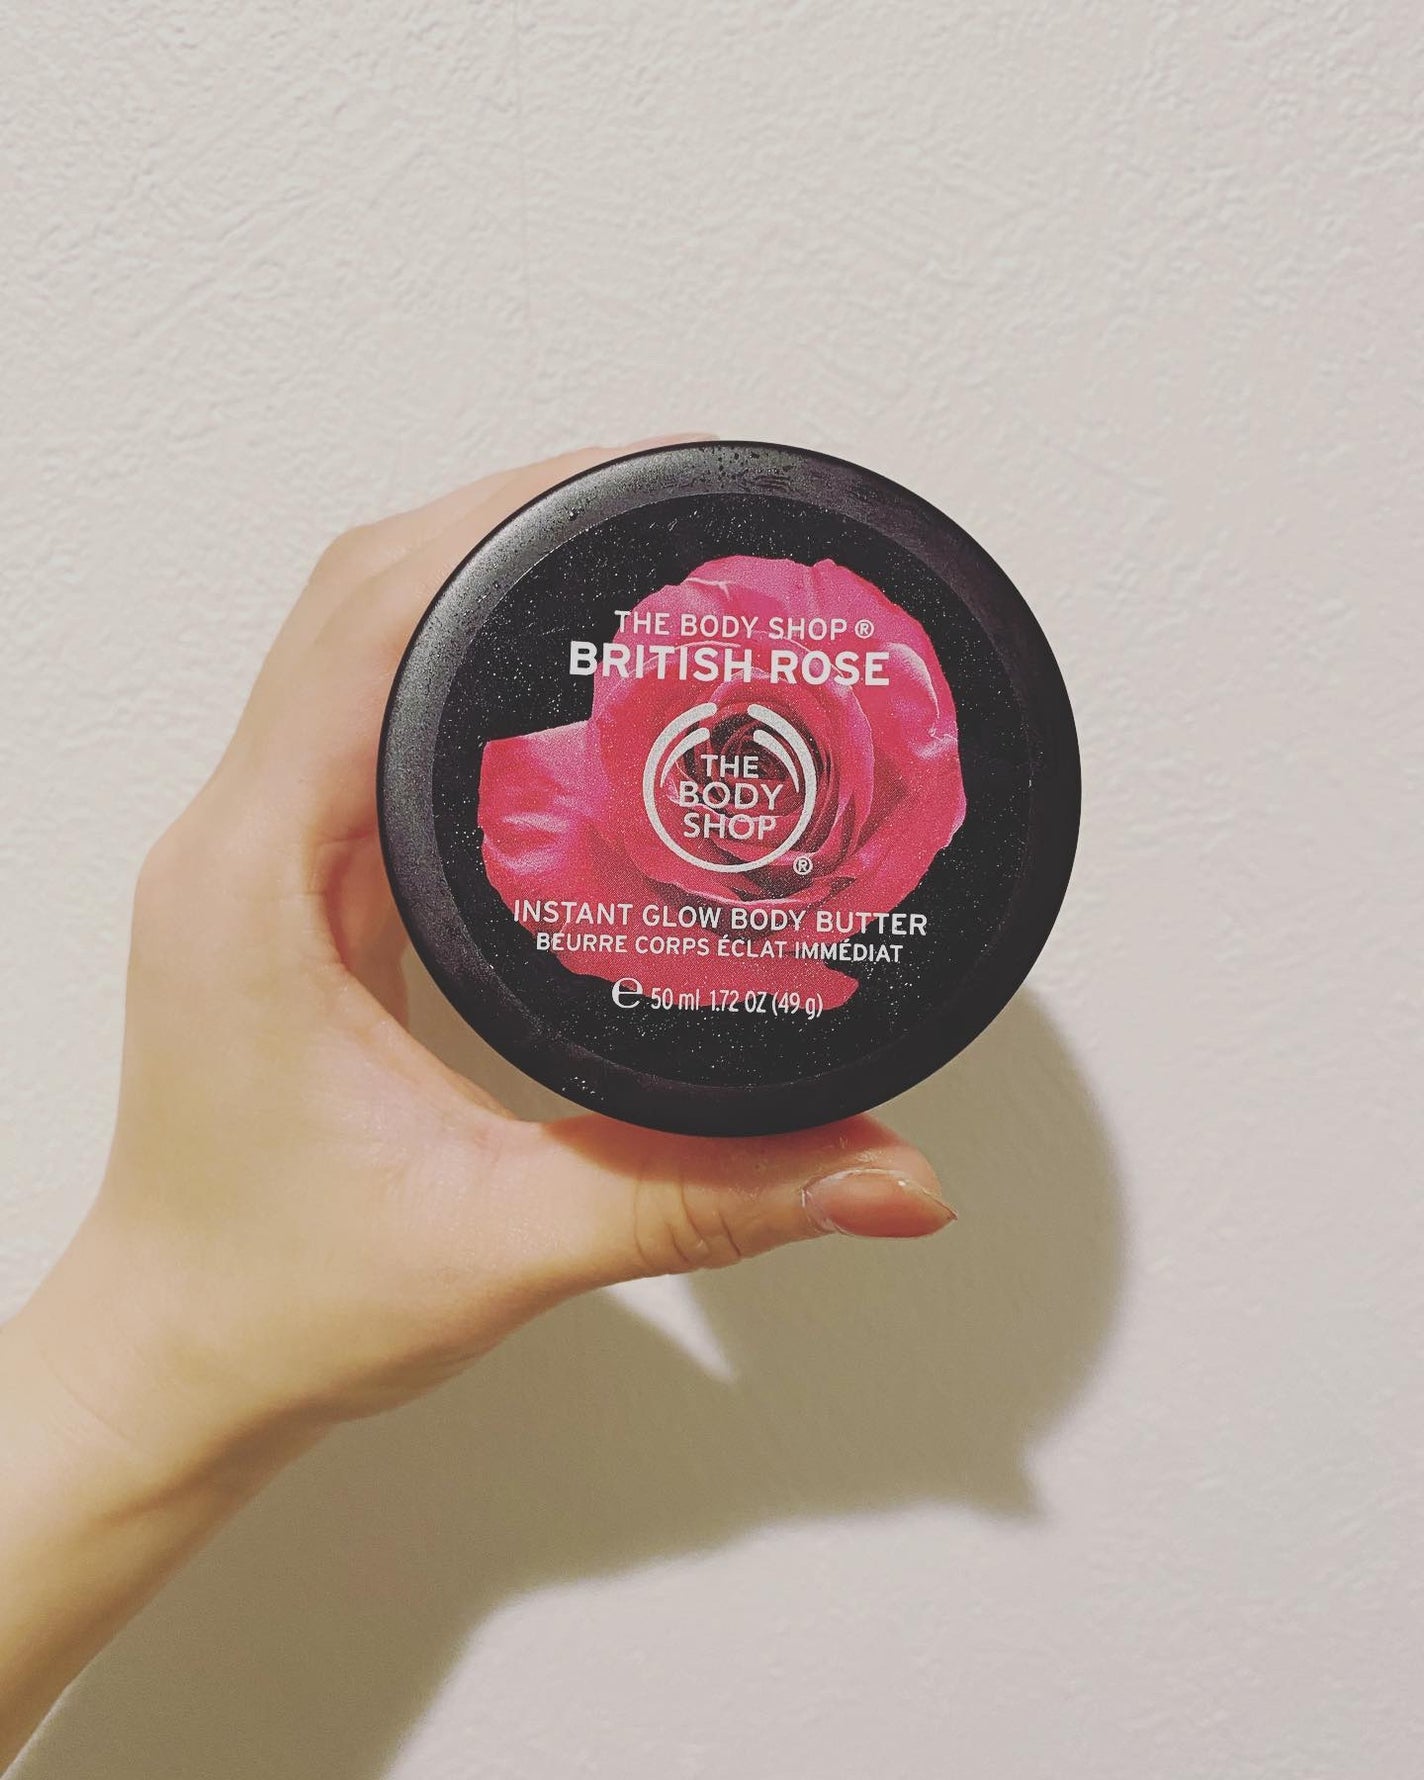 THE BODY SHOP ®
BRITISH ROSE
THE
BODY
SHOP
®
INSTANT GLOW BODY BUTTER
BEURRE CORPS ÉCLAT IMMÉDIAT
℮ 50 ml 1.72 OZ (49 g)